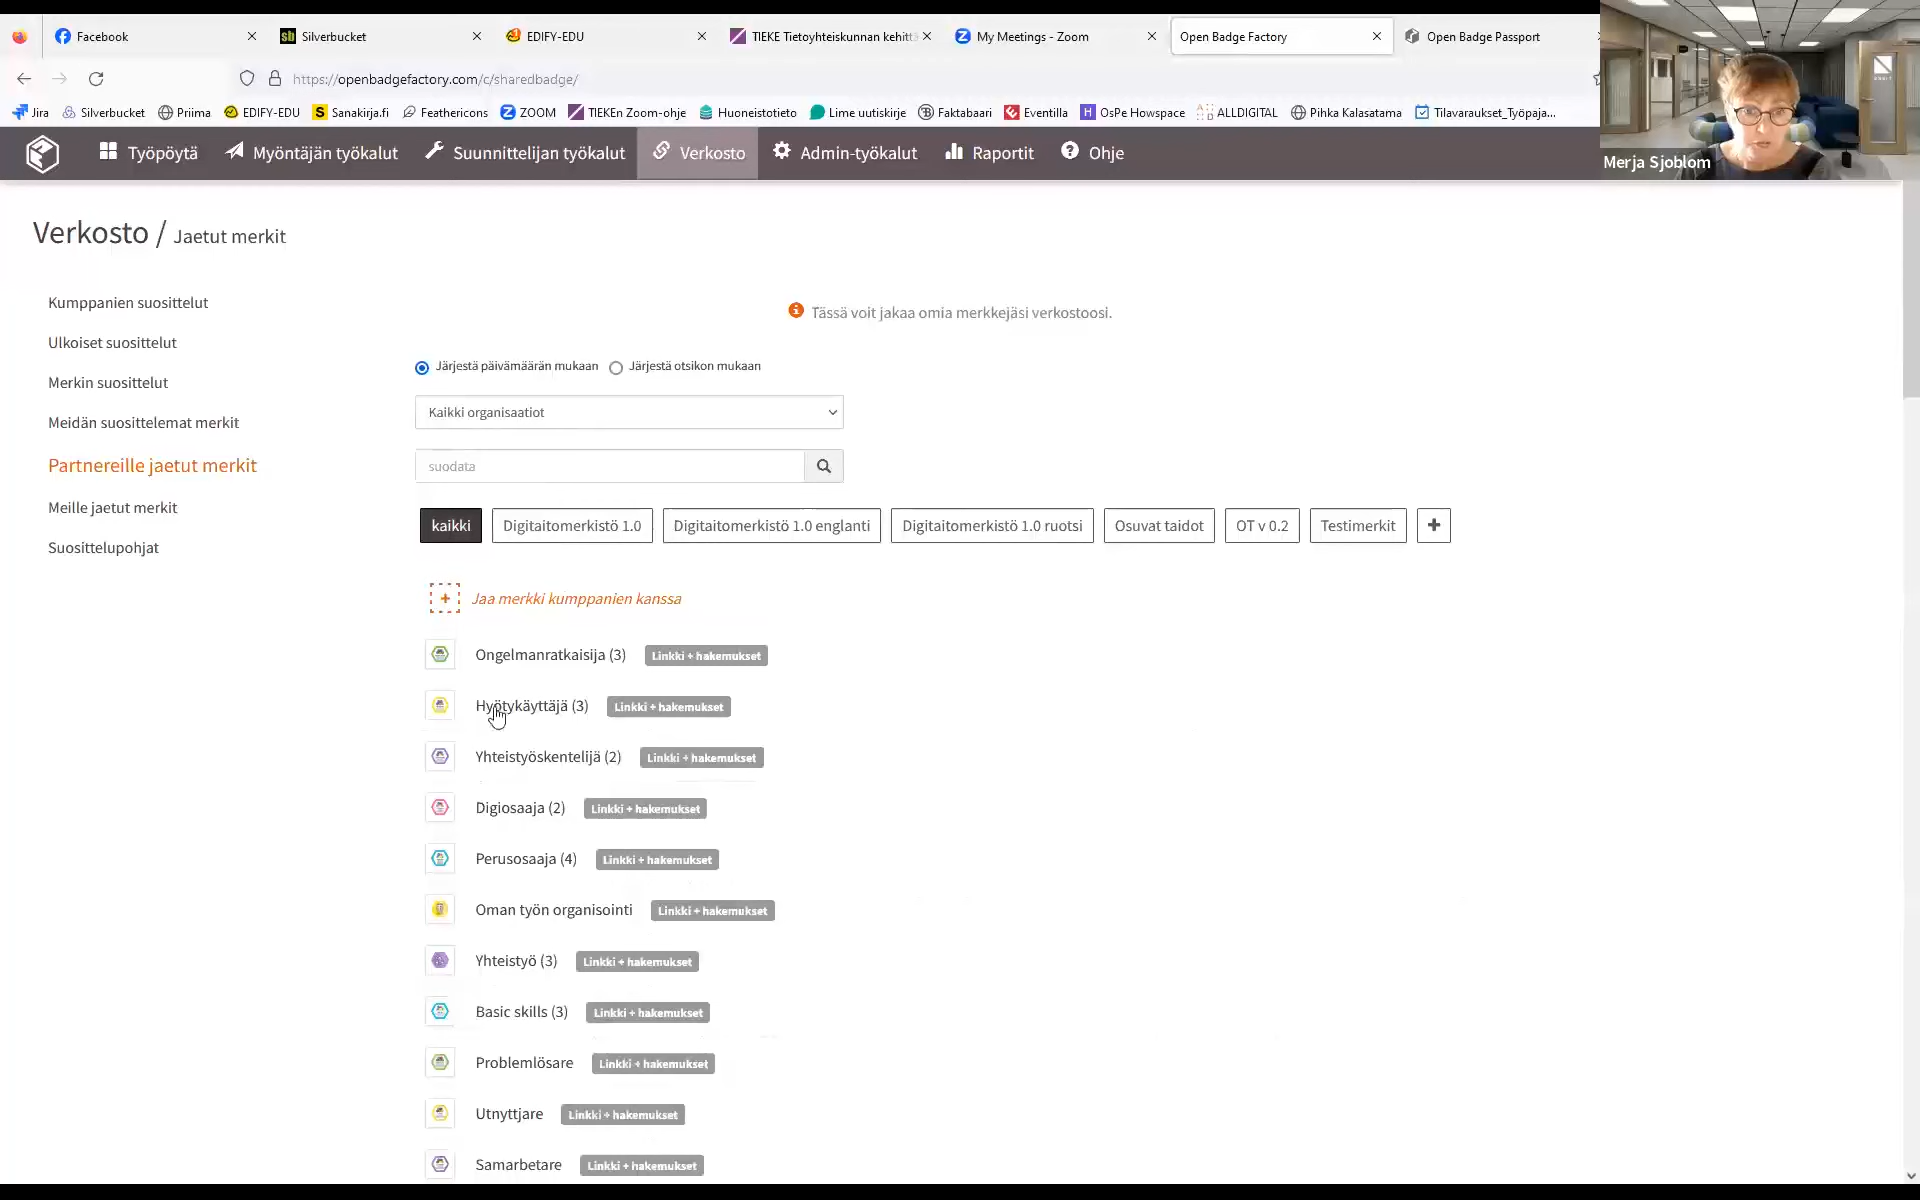 Facebook
Silverbucket
EDIFY-EDU
TIEKE Tietoyhteiskunnan kehitt
My Meetings - Zoom
Open Badge Factory
Open Badge Passport
https://openbadgefactory.com/c/sharedbadge/
Jira
Silverbucket
Priima
EDIFY-EDU
Sanakirja.fi
Feathericons
ZOOM
TIEKEn Zoom-ohje
Huoneistotieto
Lime uutiskirje
Faktabaari
Eventilla
OsPe Howspace
ALLDIGITAL
Pihka Kalasatama
Tilavaraukset_Työpaja...
Merja Sjoblom
Työpöytä
Myöntäjän työkalut
Suunnittelijan työkalut
Verkosto
Admin-työkalut
Raportit
Ohje
Verkosto / Jaetut merkit
Kumppanien suosittelut
Ulkoiset suosittelut
Merkin suosittelut
Meidän suosittelemat merkit
Partnereille jaetut merkit
Meille jaetut merkit
Suosittelupohjat
Tässä voit jakaa omia merkkejäsi verkostoosi.
Järjestä päivämäärän mukaan
Järjestä otsikon mukaan
Kaikki organisaatiot
suodata
kaikki
Digitaitomerkistö 1.0
Digitaitomerkistö 1.0 englanti
Digitaitomerkistö 1.0 ruotsi
Osuvat taidot
OT v 0.2
Testimerkit
+
Jaa merkki kumppanien kanssa
Ongelmanratkaisija (3) Linkki + hakemukset
Hyötykäyttäjä (3) Linkki + hakemukset
Yhteistyöskentelijä (2) Linkki + hakemukset
Digiosaaja (2) Linkki + hakemukset
Perusosaaja (4) Linkki + hakemukset
Oman työn organisointi Linkki + hakemukset
Yhteistyö (3) Linkki + hakemukset
Basic skills (3) Linkki + hakemukset
Problemlösare Linkki + hakemukset
Utnyttjare Linkki + hakemukset
Samarbetare Linkki + hakemukset